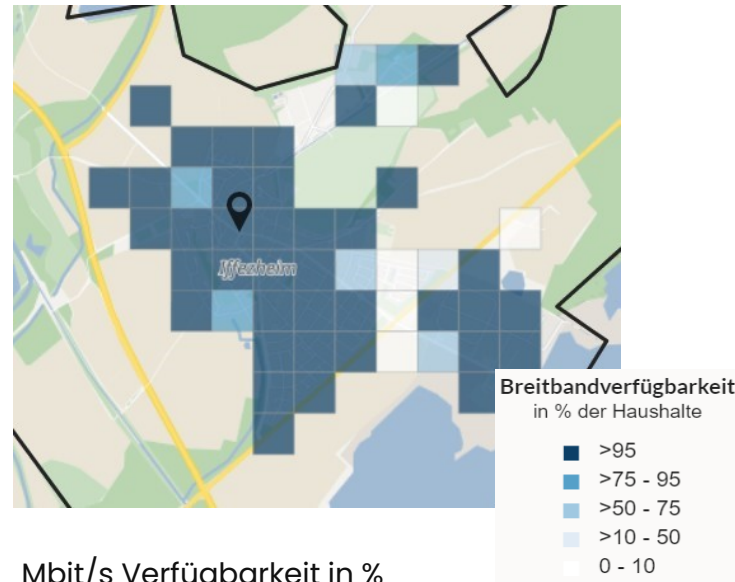 Iffezheim
Breitbandverfügbarkeit
in % der Haushalte
>95
>75 - 95
>50 - 75
>10 - 50
0 - 10
Mbit/s Verfügbarkeit in %